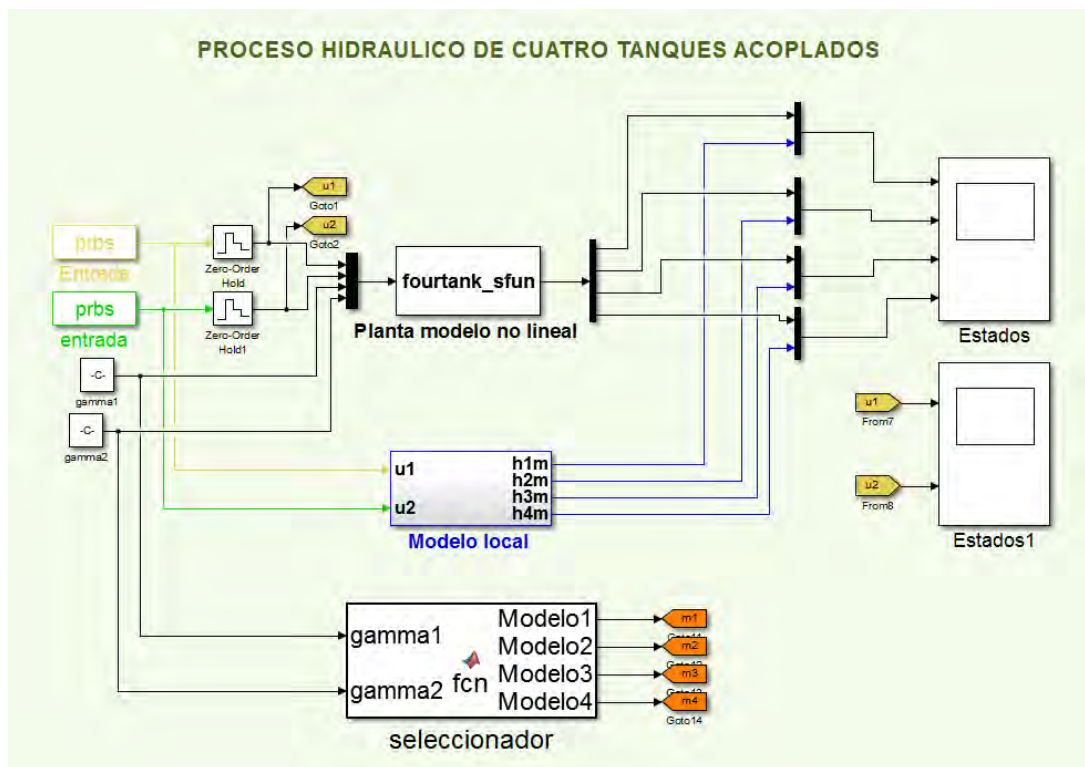 PROCESO HIDRAULICO DE CUATRO TANQUES ACOPLADOS
u1
Goto1
u2
Goto2
prbs
Entrada
Zero-Order
Hold
prbs
entrada
Zero-Order
Hold1
fourtank_sfun
Planta modelo no lineal
Estados
-C-
gamma1
-C-
gamma2
u1
From7
u2
From8
Estados1
u1
u2
h1m
h2m
h3m
h4m
Modelo local
gamma1
gamma2
fcn
Modelo1
Modelo2
Modelo3
Modelo4
seleccionador
m1
m2
m3
m4
Goto14